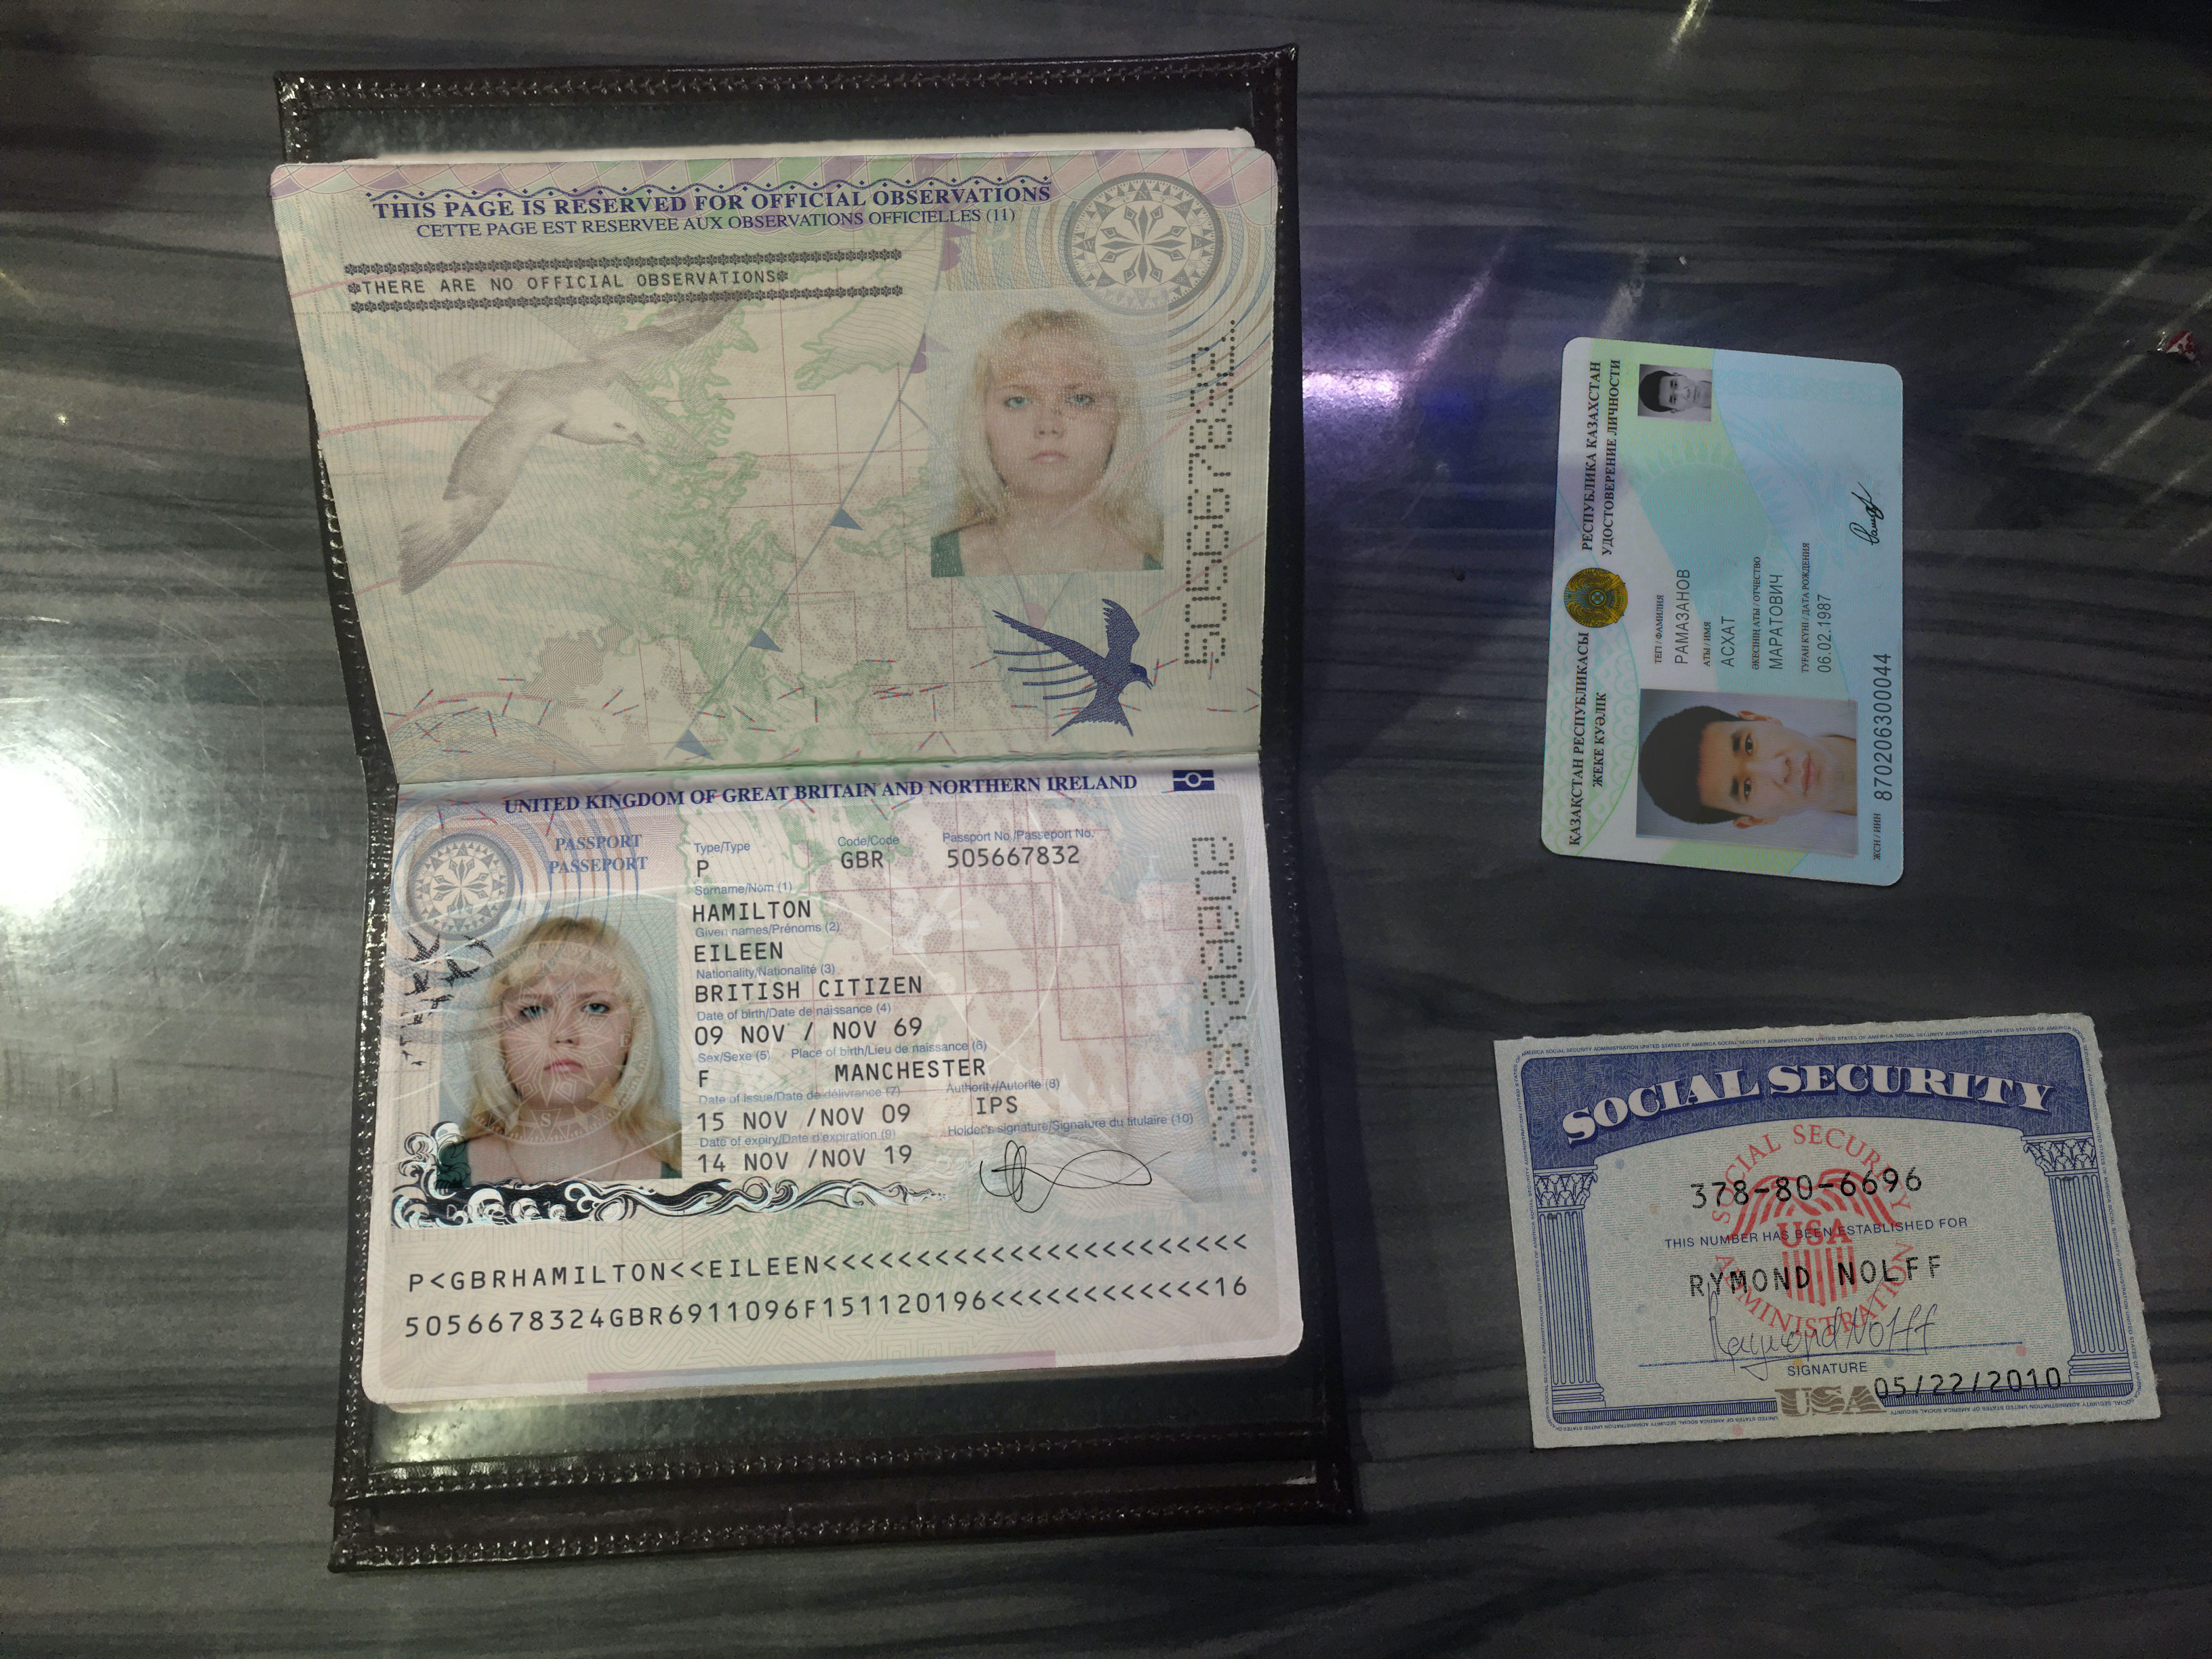 THIS PAGE IS RESERVED FOR OFFICIAL OBSERVATIONS
CETTE PAGE EST RESERVEE AUX OBSERVATIONS OFFICIELLES (11)
*THERE ARE NO OFFICIAL OBSERVATIONS*
UNITED KINGDOM OF GREAT BRITAIN AND NORTHERN IRELAND
PASSPORT
PASSEPORT
Type/Type
Code/Code
Passport No./Passeport No.
P
GBR
505667832
Surname/Nom (1)
HAMILTON
Given names/Prénoms (2)
EILEEN
Nationality/Nationalité (3)
BRITISH CITIZEN
Date of birth/Date de naissance (4)
09 NOV / NOV 69
Sex/Sexe (5)
Place of birth/Lieu de naissance (6)
F
MANCHESTER
Date of issue/Date de délivrance (7)
Authority/Autorité (8)
15 NOV /NOV 09
IPS
Date of expiry/Date d'expiration (9)
Holder's signature/Signature du titulaire (10)
14 NOV /NOV 19
P<GBRHAMILTON<<EILEEN<<<<<<<<<<<<<<<<<<<<<<<
5056678324GBR6911096F151120196<<<<<<<<<<<<16
ҚАЗАҚСТАН РЕСПУБЛИКАСЫ
ЖЕКЕ КУӘЛІК
РЕСПУБЛИКА КАЗАХСТАН
УДОСТОВЕРЕНИЕ ЛИЧНОСТИ
ТЕГІ / ФАМИЛИЯ
РАМАЗАНОВ
АТЫ / ИМЯ
АСХАТ
ӘКЕСІНІҢ АТЫ / ОТЧЕСТВО
МАРАТОВИЧ
ТУҒАН КҮНІ / ДАТА РОЖДЕНИЯ
06.02.1987
ЖСН / ИИН
870206300044
SOCIAL SECURITY
SOCIAL SECURITY ADMINISTRATION
USA
378-80-6696
THIS NUMBER HAS BEEN ESTABLISHED FOR
RYMOND NOLFF
Raymond Nolff
SIGNATURE
USA
05/22/2010